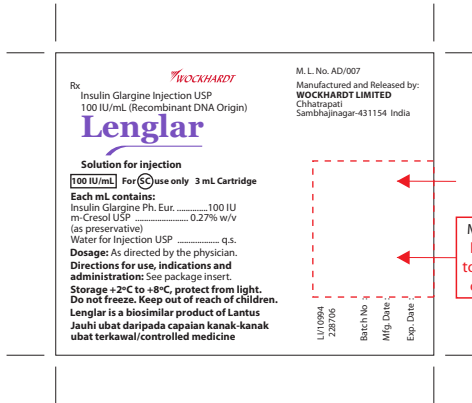 WOCKHARDT
Rx
Insulin Glargine Injection USP
100 IU/mL (Recombinant DNA Origin)
Lenglar
Solution for injection
100 IU/mL For SC use only 3 mL Cartridge
Each mL contains:
Insulin Glargine Ph. Eur. ..............100 IU
m-Cresol USP ........................ 0.27% w/v
(as preservative)
Water for Injection USP ................... q.s.
Dosage: As directed by the physician.
Directions for use, indications and
administration: See package insert.
Storage +2ºC to +8ºC, protect from light.
Do not freeze. Keep out of reach of children.
Lenglar is a biosimilar product of Lantus
Jauhi ubat daripada capaian kanak-kanak
ubat terkawal/controlled medicine
M. L. No. AD/007
Manufactured and Released by:
WOCKHARDT LIMITED
Chhatrapati
Sambhajinagar-431154 India
LI/10994
228706
Batch No .
Mfg. Date :
Exp. Date :